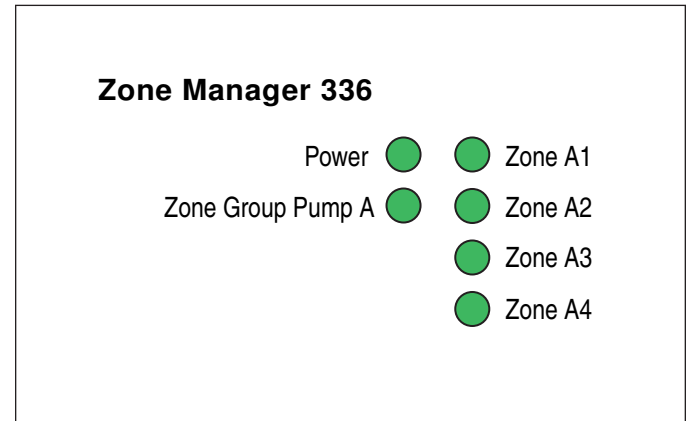 Zone Manager 336
Power Zone A1
Zone Group Pump A Zone A2
Zone A3
Zone A4